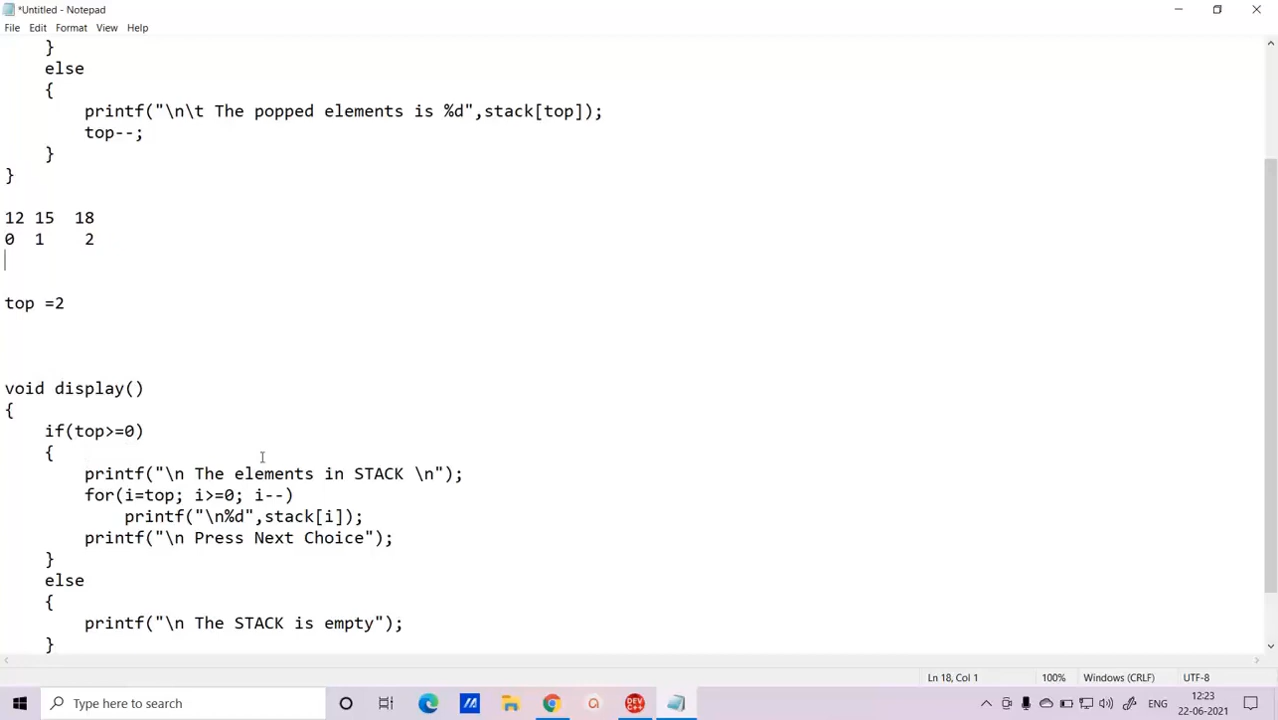 *Untitled - Notepad
File Edit Format View Help
}
else
{
printf("\n\t The popped elements is %d",stack[top]);
top--;
}
}
12 15 18
0 1 2
top =2
void display()
{
if(top>=0)
{
printf("\n The elements in STACK \n");
for(i=top; i>=0; i--)
printf("\n%d",stack[i]);
printf("\n Press Next Choice");
}
else
{
printf("\n The STACK is empty");
}
Ln 18, Col 1 100% Windows (CRLF) UTF-8
Type here to search
DEV C++
ENG
12:23
22-06-2021